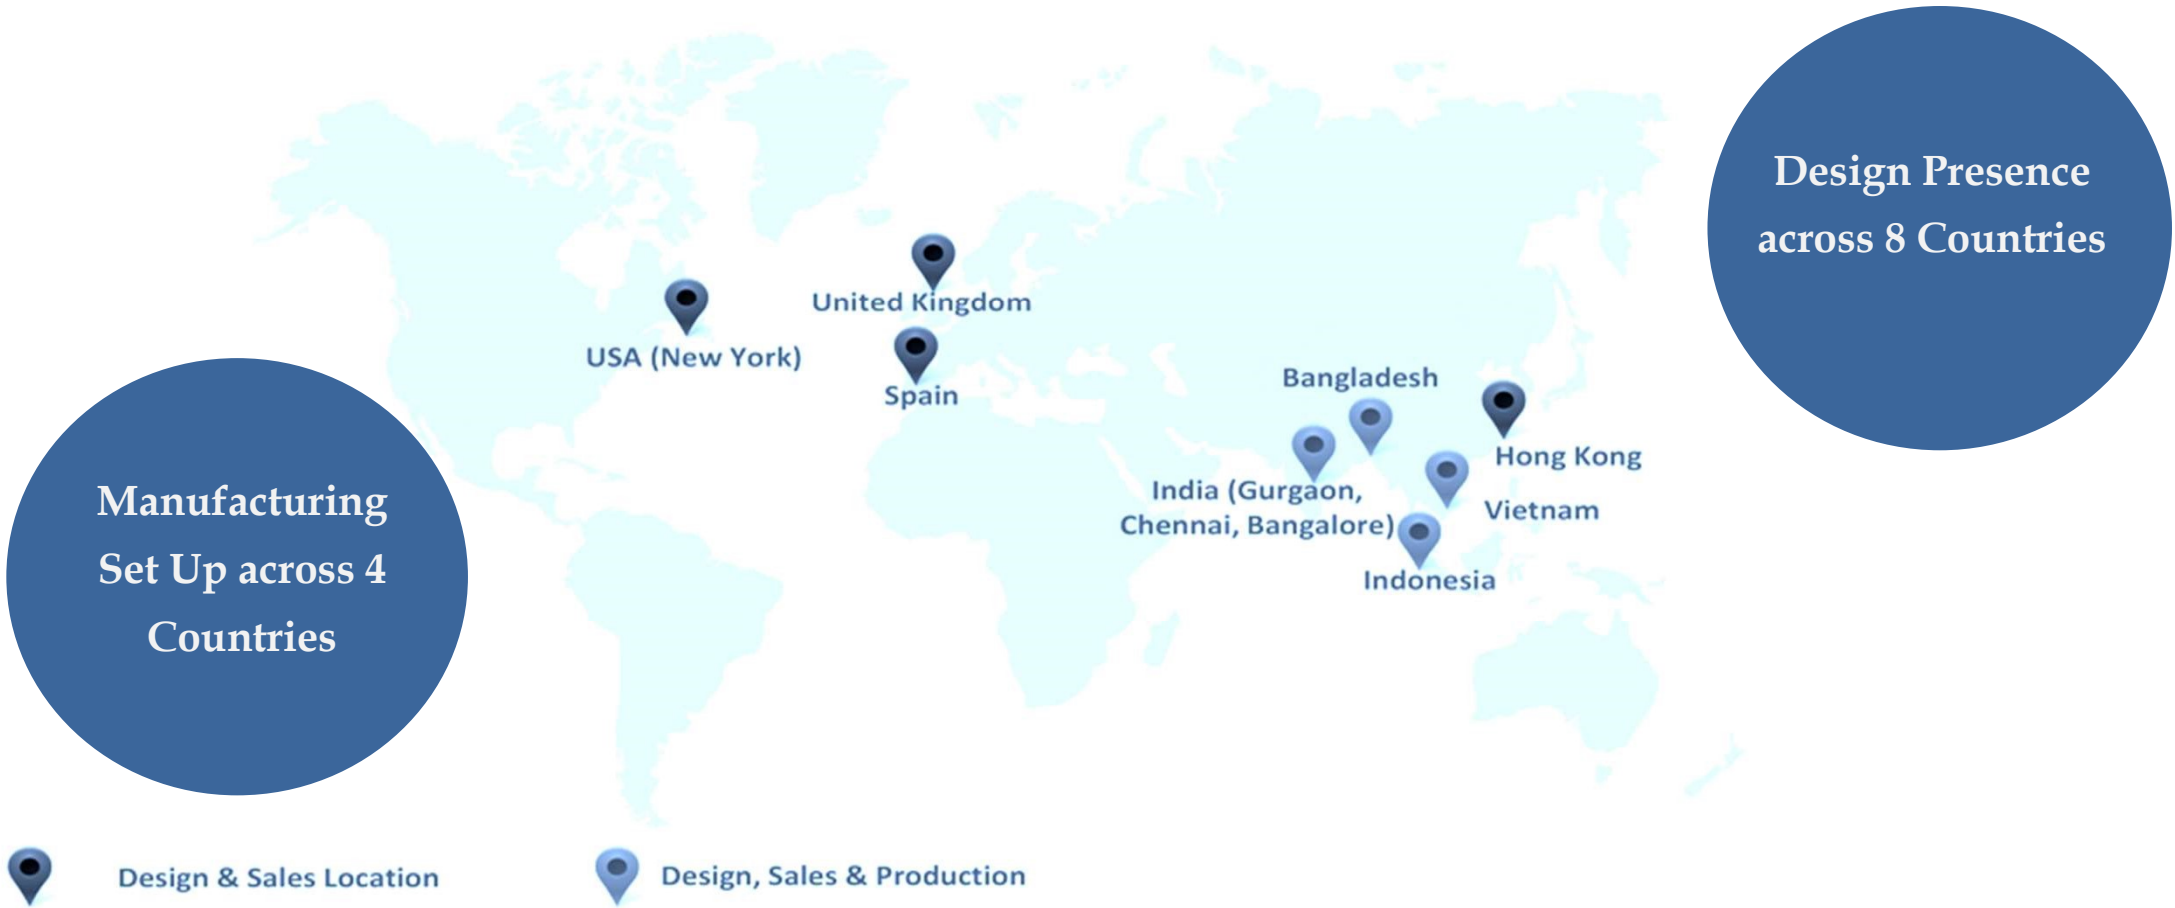 Design Presence
across 8 Countries
United Kingdom
USA (New York)
Spain
Bangladesh
Hong Kong
India (Gurgaon,
Chennai, Bangalore)
Vietnam
Indonesia
Manufacturing
Set Up across 4
Countries
Design & Sales Location
Design, Sales & Production